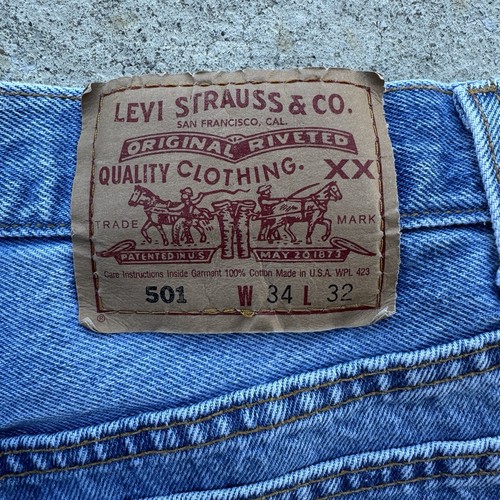 LEVI STRAUSS & CO.
SAN FRANCISCO, CAL.
ORIGINAL RIVETED
QUALITY CLOTHING. XX
TRADE MARK
PATENTED IN U.S. MAY 20 1873
Care Instructions Inside Garment 100% Cotton Made in U.S.A. WPL 423
501 W 34 L 32
®